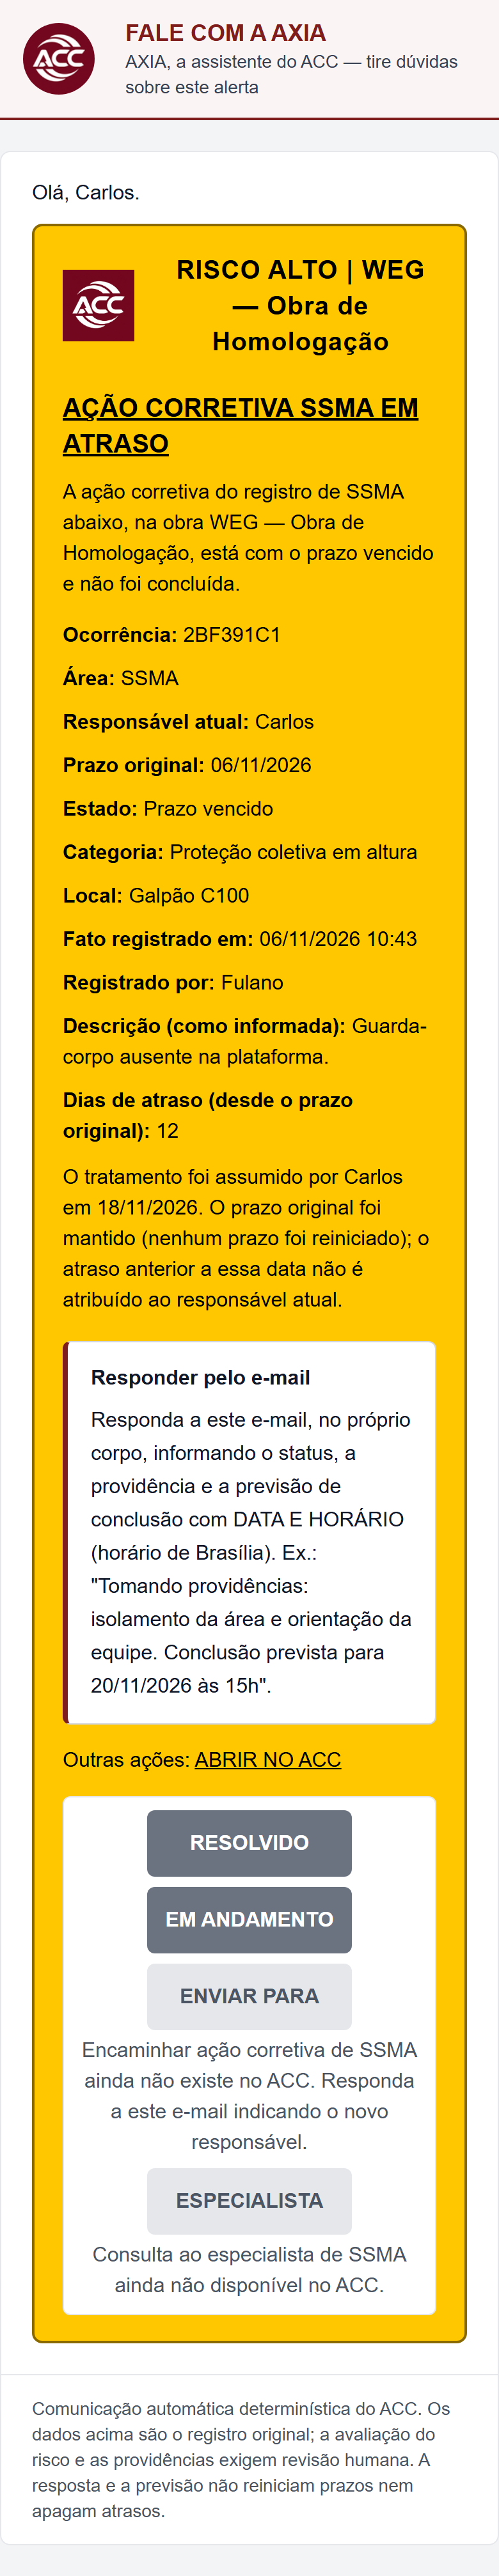 ACC
FALE COM A AXIA
AXIA, a assistente do ACC — tire dúvidas
sobre este alerta
Olá, Carlos.
ACC
RISCO ALTO | WEG
— Obra de
Homologação
AÇÃO CORRETIVA SSMA EM
ATRASO
A ação corretiva do registro de SSMA
abaixo, na obra WEG — Obra de
Homologação, está com o prazo vencido
e não foi concluída.
Ocorrência: 2BF391C1
Área: SSMA
Responsável atual: Carlos
Prazo original: 06/11/2026
Estado: Prazo vencido
Categoria: Proteção coletiva em altura
Local: Galpão C100
Fato registrado em: 06/11/2026 10:43
Registrado por: Fulano
Descrição (como informada): Guarda-
corpo ausente na plataforma.
Dias de atraso (desde o prazo
original): 12
O tratamento foi assumido por Carlos
em 18/11/2026. O prazo original foi
mantido (nenhum prazo foi reiniciado); o
atraso anterior a essa data não é
atribuído ao responsável atual.
Responder pelo e-mail
Responda a este e-mail, no próprio
corpo, informando o status, a
providência e a previsão de
conclusão com DATA E HORÁRIO
(horário de Brasília). Ex.:
"Tomando providências:
isolamento da área e orientação da
equipe. Conclusão prevista para
20/11/2026 às 15h".
Outras ações: ABRIR NO ACC
RESOLVIDO
EM ANDAMENTO
ENVIAR PARA
Encaminhar ação corretiva de SSMA
ainda não existe no ACC. Responda
a este e-mail indicando o novo
responsável.
ESPECIALISTA
Consulta ao especialista de SSMA
ainda não disponível no ACC.
Comunicação automática determinística do ACC. Os
dados acima são o registro original; a avaliação do
risco e as providências exigem revisão humana. A
resposta e a previsão não reiniciam prazos nem
apagam atrasos.